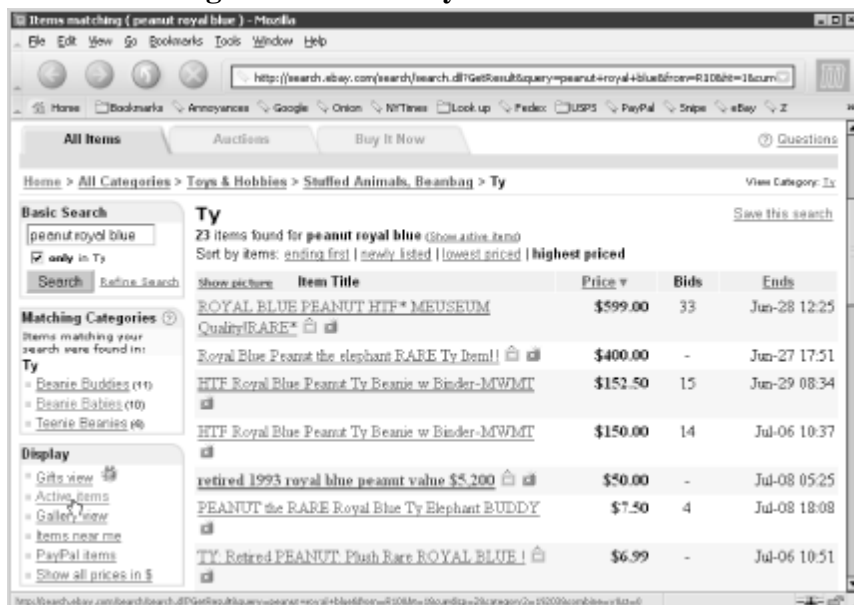 Items matching ( peanut royal blue ) - Mozilla
File Edit View Go Bookmarks Tools Window Help
http://search.ebay.com/search/search.dll?GetResult&query=peanut+royal+blue&from=R10&ht=1&cum
Home Bookmarks Annoyances Google Onion NYTimes Look up Fedex USPS PayPal Snipe eBay Z
All Items Auctions Buy It Now Questions
Home > All Categories > Toys & Hobbies > Stuffed Animals, Beanbag > Ty View Category: Ty
Basic Search
peanut royal blue
only in Ty
Search Refine Search
Matching Categories
Items matching your
search were found in:
Ty
Beanie Buddies (11)
Beanie Babies (10)
Teenie Beanies
Display
Gifts view
Active items
Gallery view
Items near me
PayPal items
Show all prices in $
Ty Save this search
23 items found for peanut royal blue (Show active items)
Sort by items: ending first | newly listed | lowest priced | highest priced
Show picture Item Title Price Bids Ends
ROYAL BLUE PEANUT HTF* MEUSEUM $599.00 33 Jun-28 12:25
Quality!RARE*
Royal Blue Peanut the elephant RARE Ty Item!! $400.00 - Jun-27 17:51
HTF Royal Blue Peanut Ty Beanie w Binder-MWMT $152.50 15 Jun-29 08:34
HTF Royal Blue Peanut Ty Beanie w Binder-MWMT $150.00 14 Jul-06 10:37
retired 1993 royal blue peanut value $5,200 $50.00 - Jul-08 05:25
PEANUT the RARE Royal Blue Ty Elephant BUDDY $7.50 4 Jul-08 18:08
TY: Retired PEANUT: Plush Rare ROYAL BLUE ! $6.99 - Jul-06 10:51